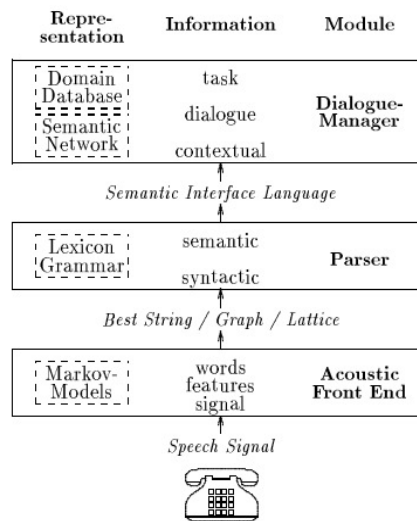 Repre-
sentation Information Module
Domain
Database
Semantic
Network
task
dialogue
contextual
Dialogue-
Manager
Semantic Interface Language
Lexicon
Grammar
semantic
syntactic
Parser
Best String / Graph / Lattice
Markov-
Models
words
features
signal
Acoustic
Front End
Speech Signal